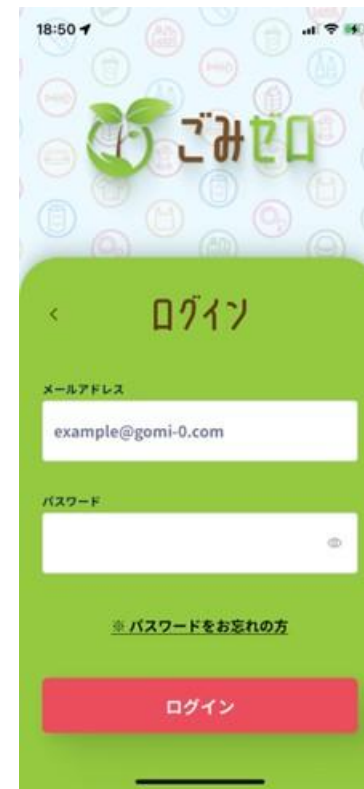 18:50
ごみゼロ
ログイン
メールアドレス
example@gomi-0.com
パスワード
※ パスワードをお忘れの方
ログイン